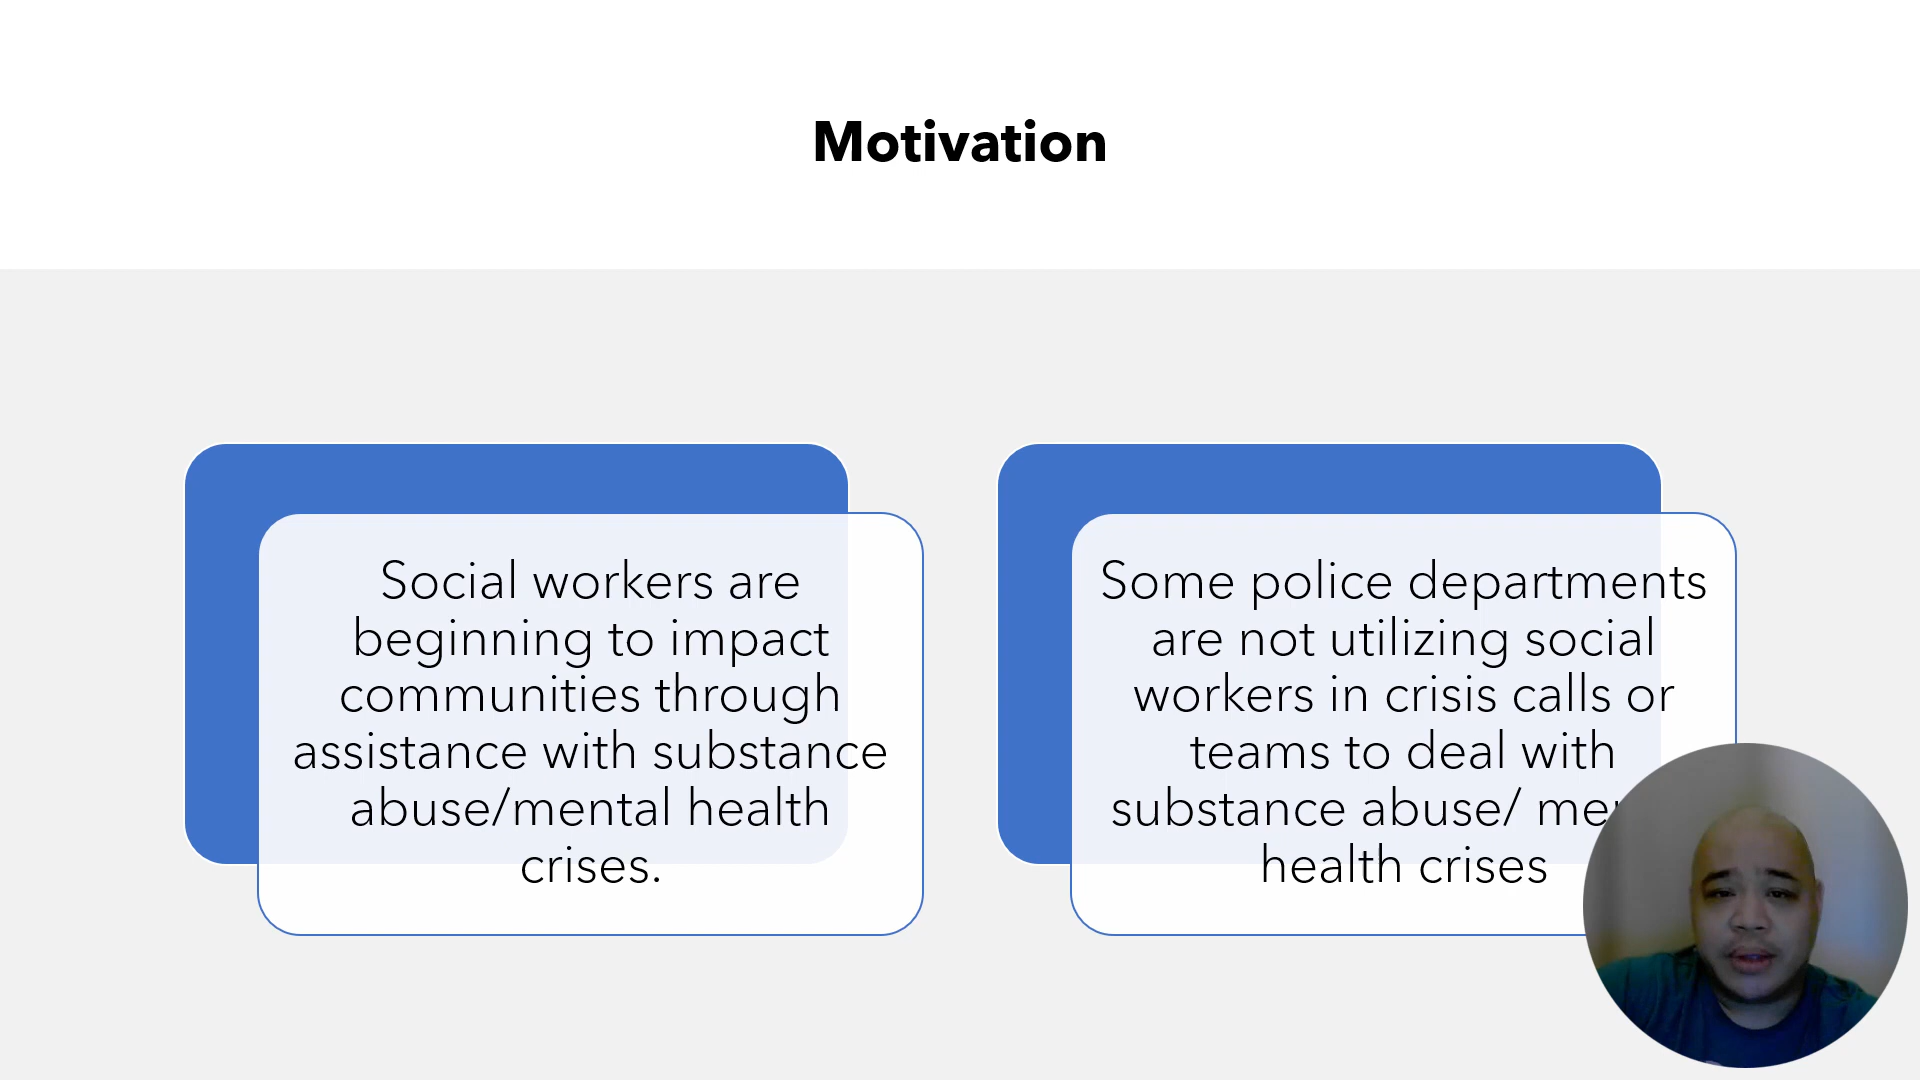 Motivation
Social workers are
beginning to impact
communities through
assistance with substance
abuse/mental health
crises.
Some police departments
are not utilizing social
workers in crisis calls or
teams to deal with
substance abuse/
health crises